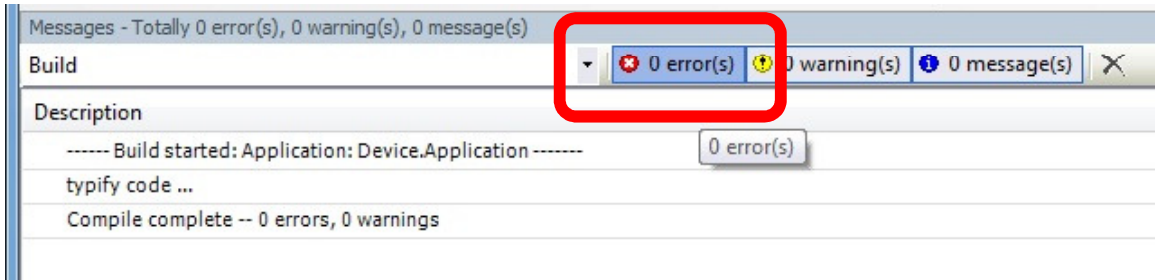 Messages - Totally 0 error(s), 0 warning(s), 0 message(s)
Build 0 error(s) 0 warning(s) 0 message(s)
Description
------ Build started: Application: Device.Application -------
0 error(s)
typify code ...
Compile complete -- 0 errors, 0 warnings